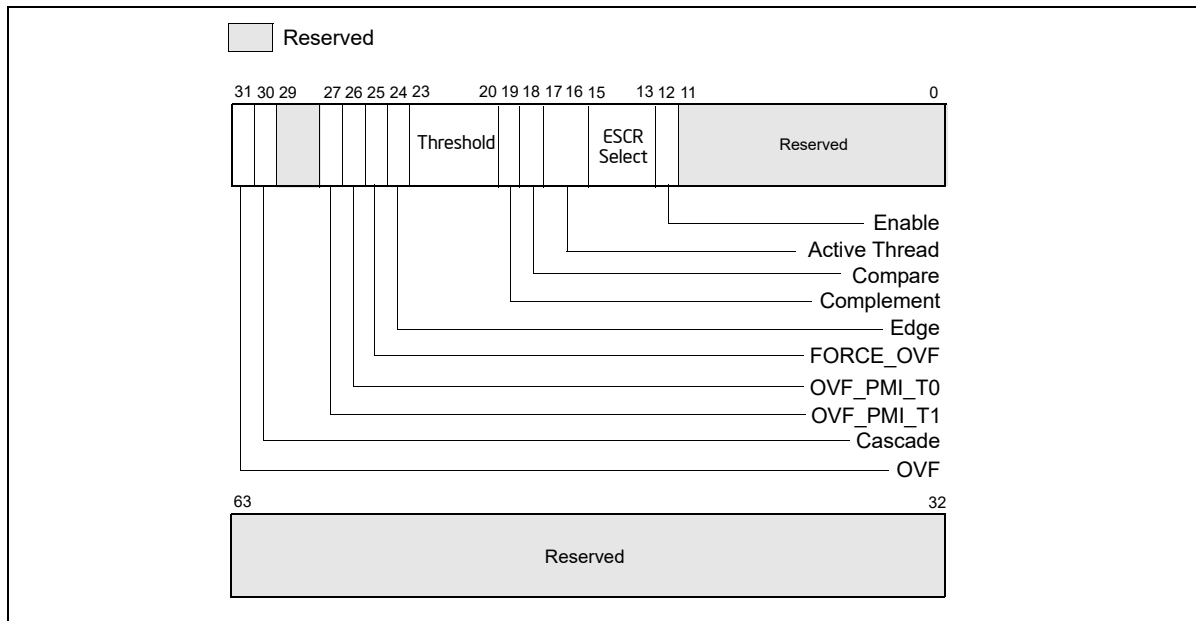 Reserved
31 30 29 27 26 25 24 23 20 19 18 17 16 15 13 12 11 0
Threshold
ESCR
Select
Reserved
Enable
Active Thread
Compare
Complement
Edge
FORCE_OVF
OVF_PMI_T0
OVF_PMI_T1
Cascade
OVF
63 32
Reserved